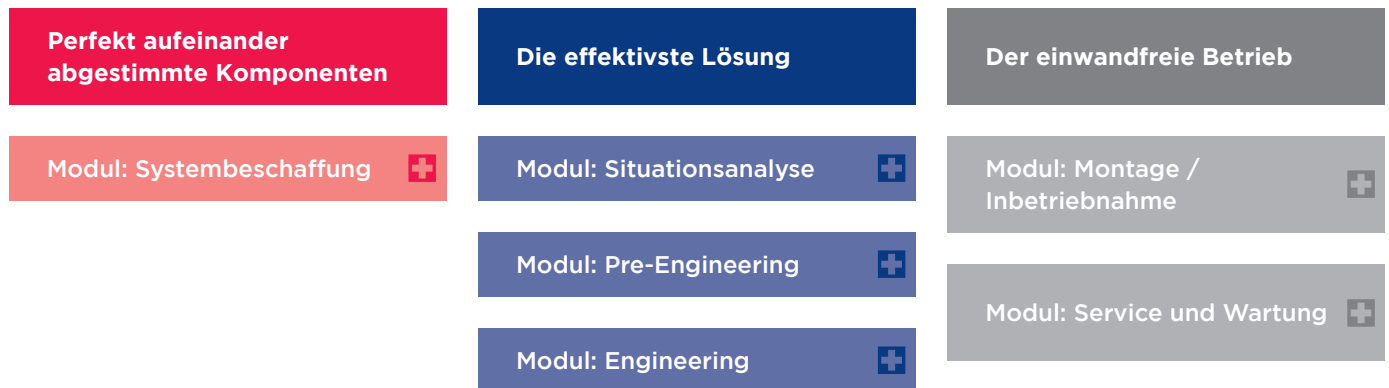 Perfekt aufeinander
abgestimmte Komponenten
Modul: Systembeschaffung
Die effektivste Lösung
Modul: Situationsanalyse
Modul: Pre-Engineering
Modul: Engineering
Der einwandfreie Betrieb
Modul: Montage /
Inbetriebnahme
Modul: Service und Wartung